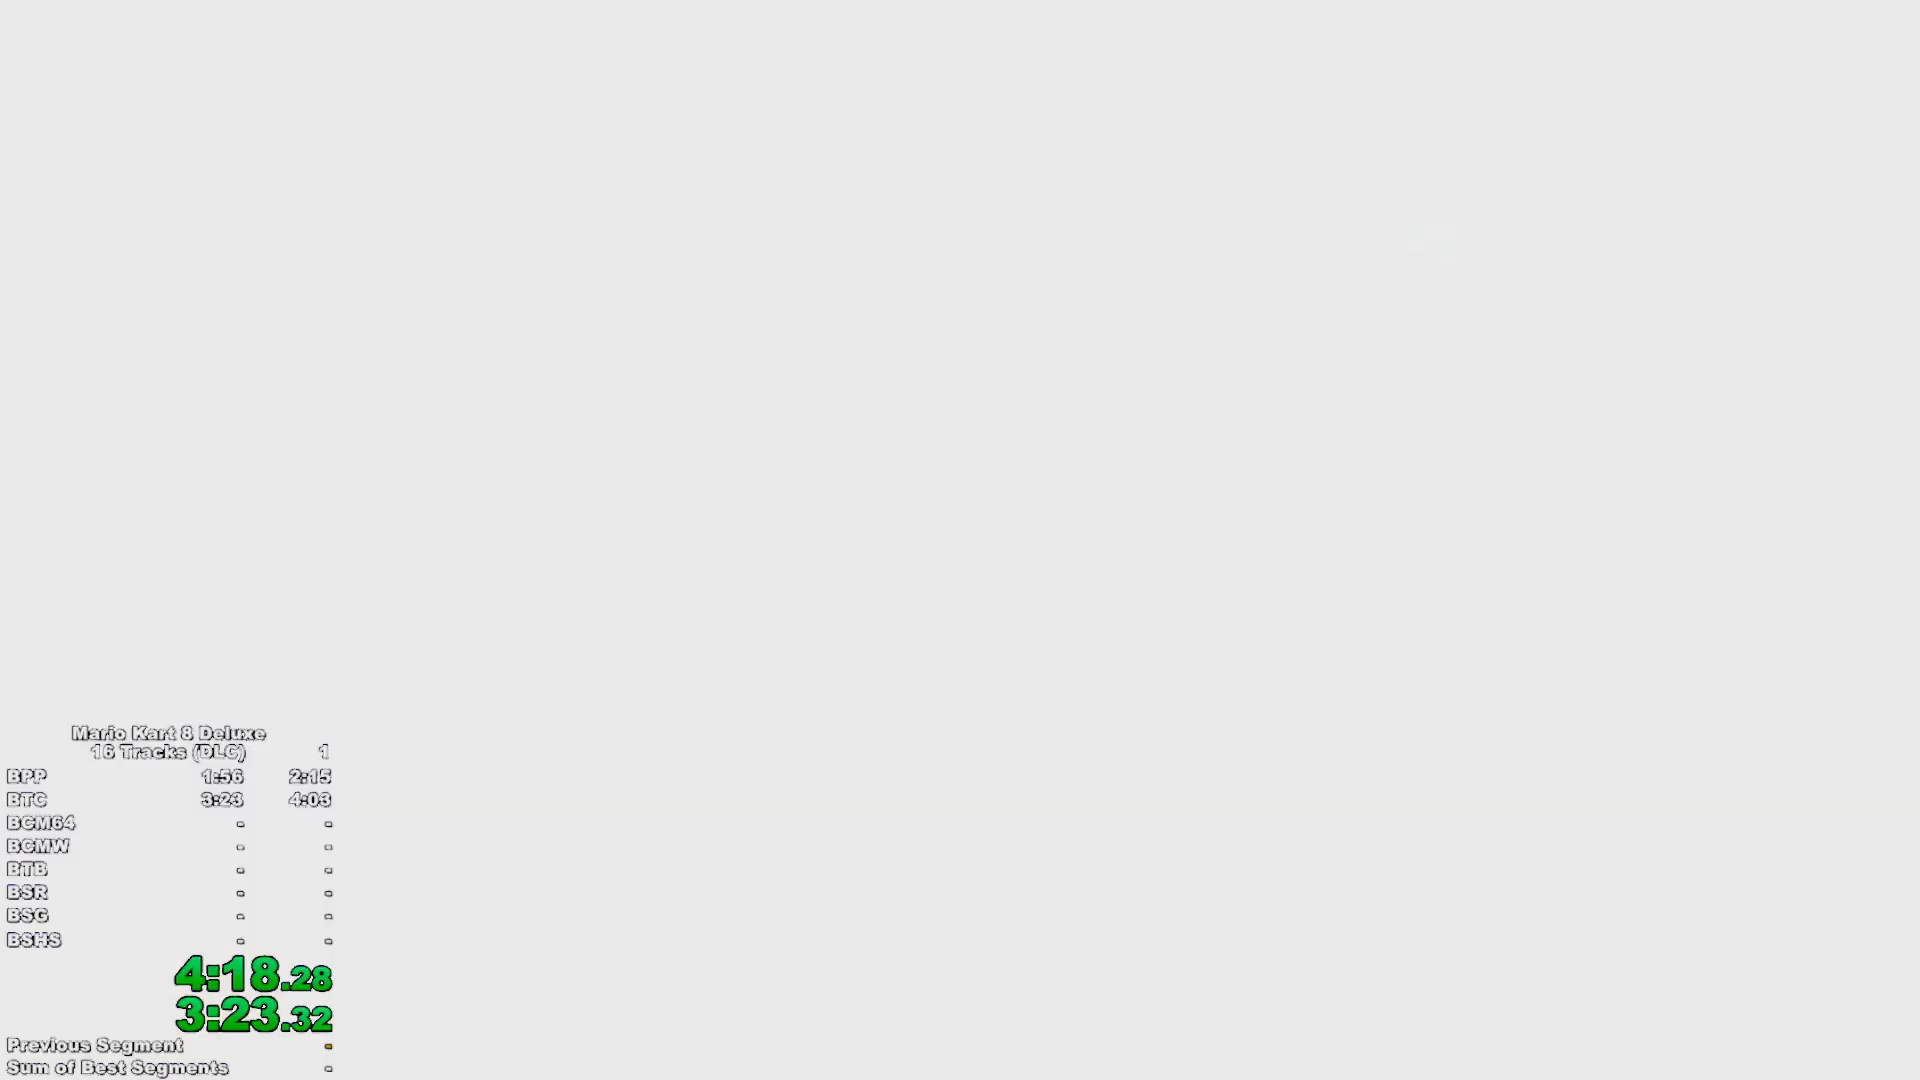 Mario Kart 8 Deluxe
16 Tracks (DLC) 1
BPP 1:56 2:15
BTC 3:23 4:03
BCM64 - -
BCMW - -
BTB - -
BSR - -
BSG - -
BSHS - -
4:18.28
3:23.32
Previous Segment -
Sum of Best Segments -